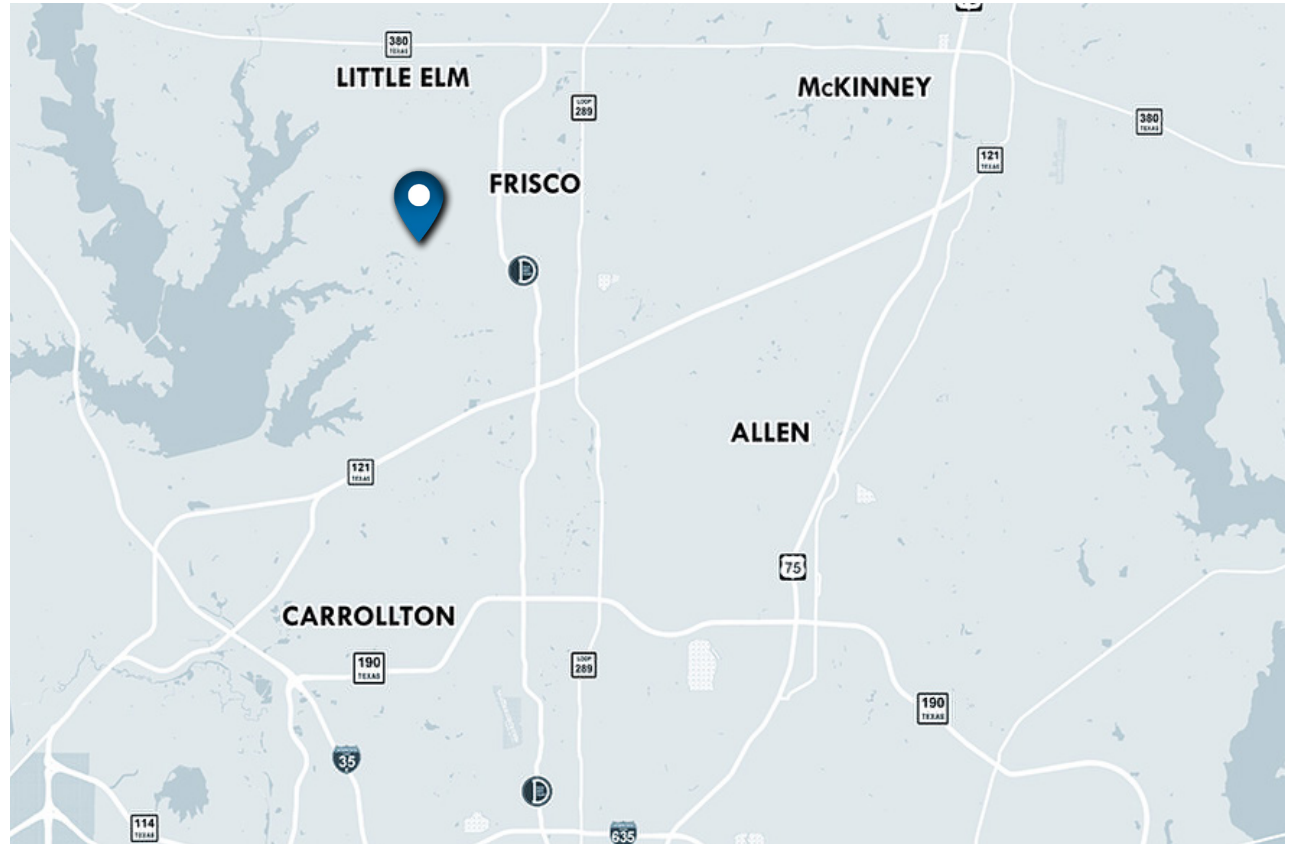 380
TEXAS
LITTLE ELM
McKINNEY
LOOP
289
380
TEXAS
121
TEXAS
FRISCO
D
ALLEN
121
TEXAS
75
CARROLLTON
190
TEXAS
LOOP
289
190
TEXAS
35
D
114
TEXAS
635